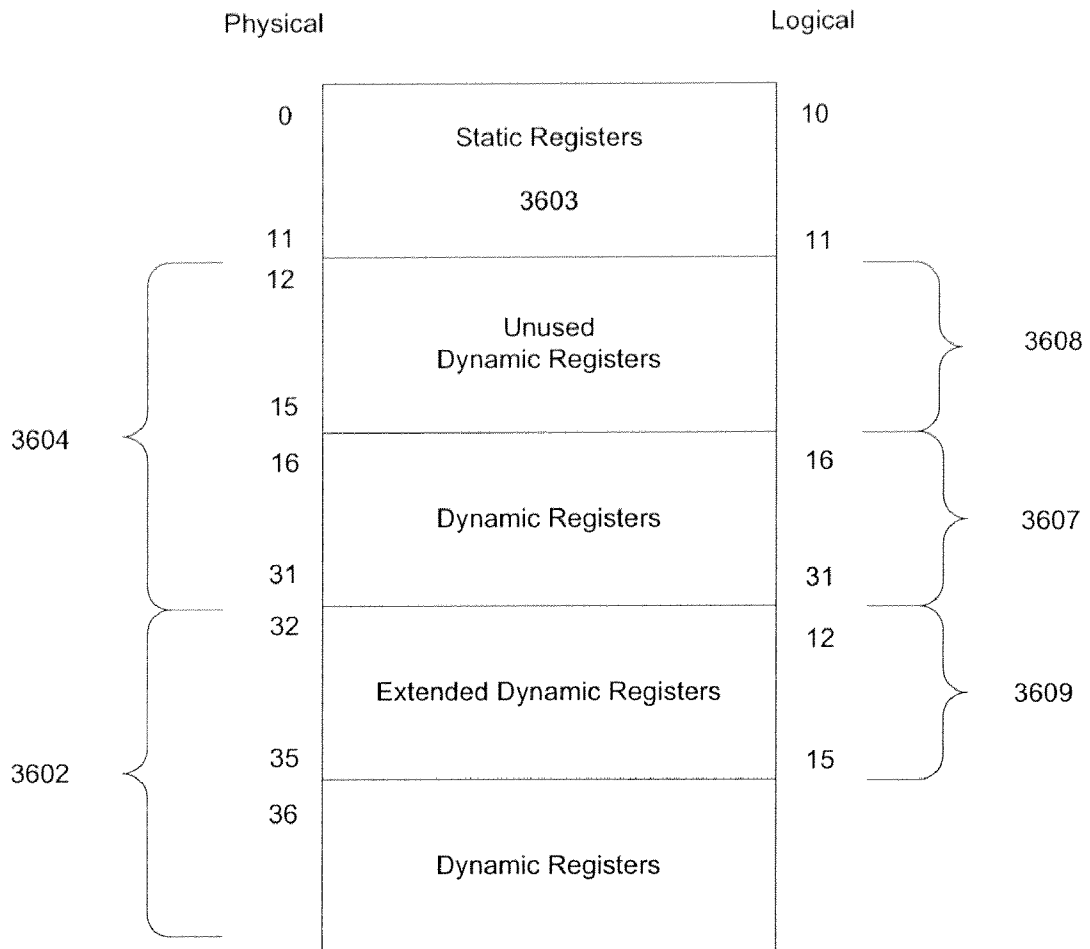 Physical
Logical
0
Static Registers
10
3603
11
11
12
Unused
Dynamic Registers
3608
15
3604
16
16
Dynamic Registers
3607
31
31
32
12
Extended Dynamic Registers
3609
35
15
3602
36
Dynamic Registers